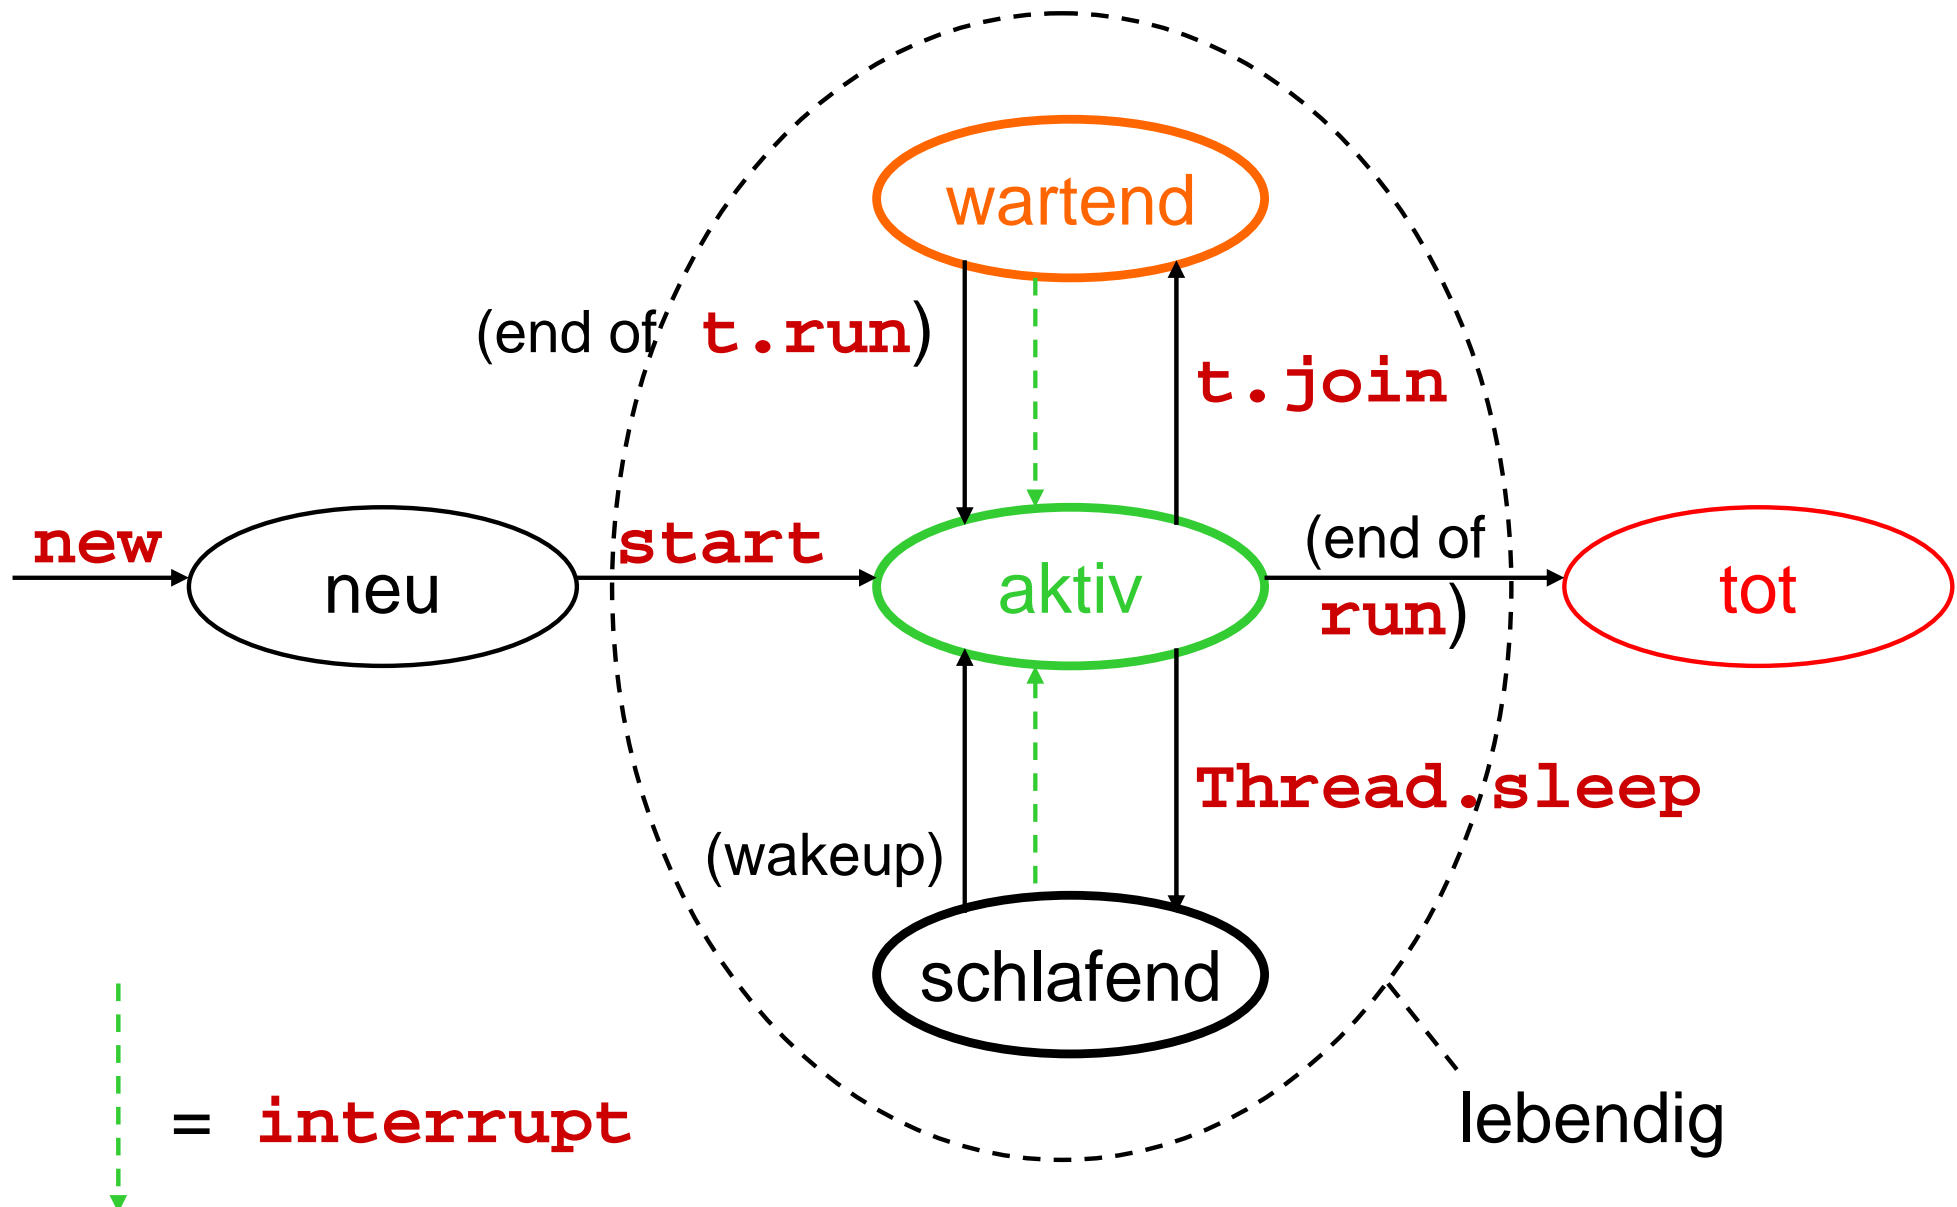 wartend
(end of t.run)
t.join
new
start
(end of
run)
neu
aktiv
tot
Thread.sleep
(wakeup)
schlafend
= interrupt
lebendig